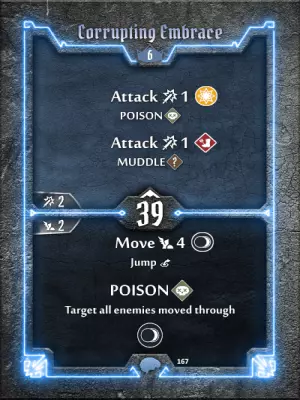 Corrupting Embrace
6
Attack 1
POISON
Attack 1
MUDDLE ?
2
39
2
Move 4
Jump
POISON
Target all enemies moved through
167